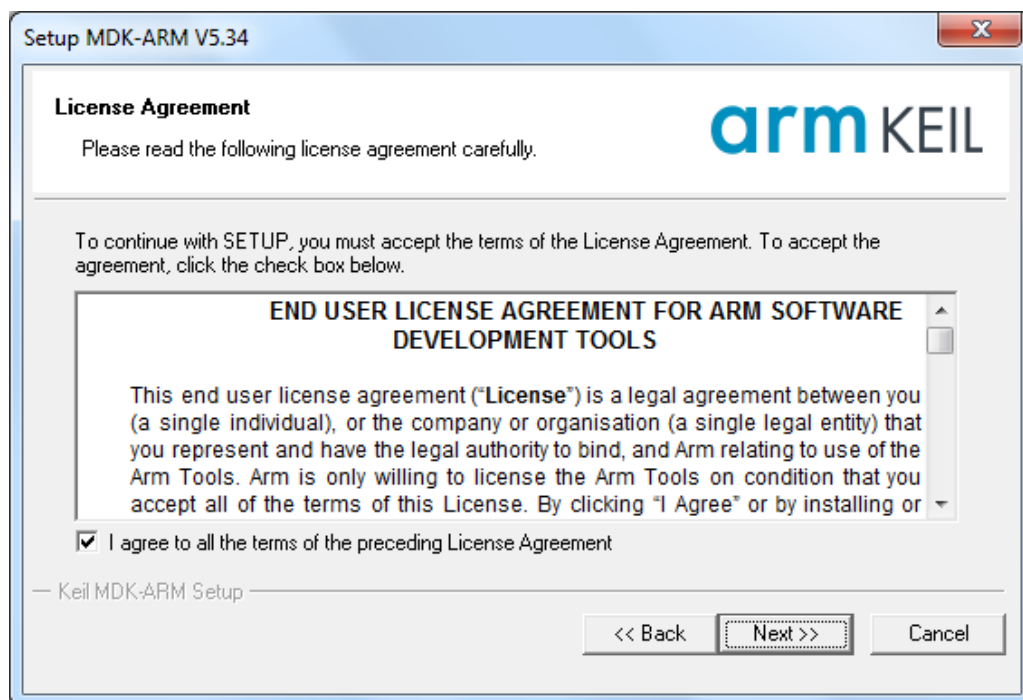 Setup MDK-ARM V5.34
License Agreement
Please read the following license agreement carefully.
arm KEIL
To continue with SETUP, you must accept the terms of the License Agreement. To accept the
agreement, click the check box below.
END USER LICENSE AGREEMENT FOR ARM SOFTWARE
DEVELOPMENT TOOLS
This end user license agreement ("License") is a legal agreement between you
(a single individual), or the company or organisation (a single legal entity) that
you represent and have the legal authority to bind, and Arm relating to use of the
Arm Tools. Arm is only willing to license the Arm Tools on condition that you
accept all of the terms of this License. By clicking “I Agree” or by installing or
I agree to all the terms of the preceding License Agreement
Keil MDK-ARM Setup
<< Back
Next >>
Cancel